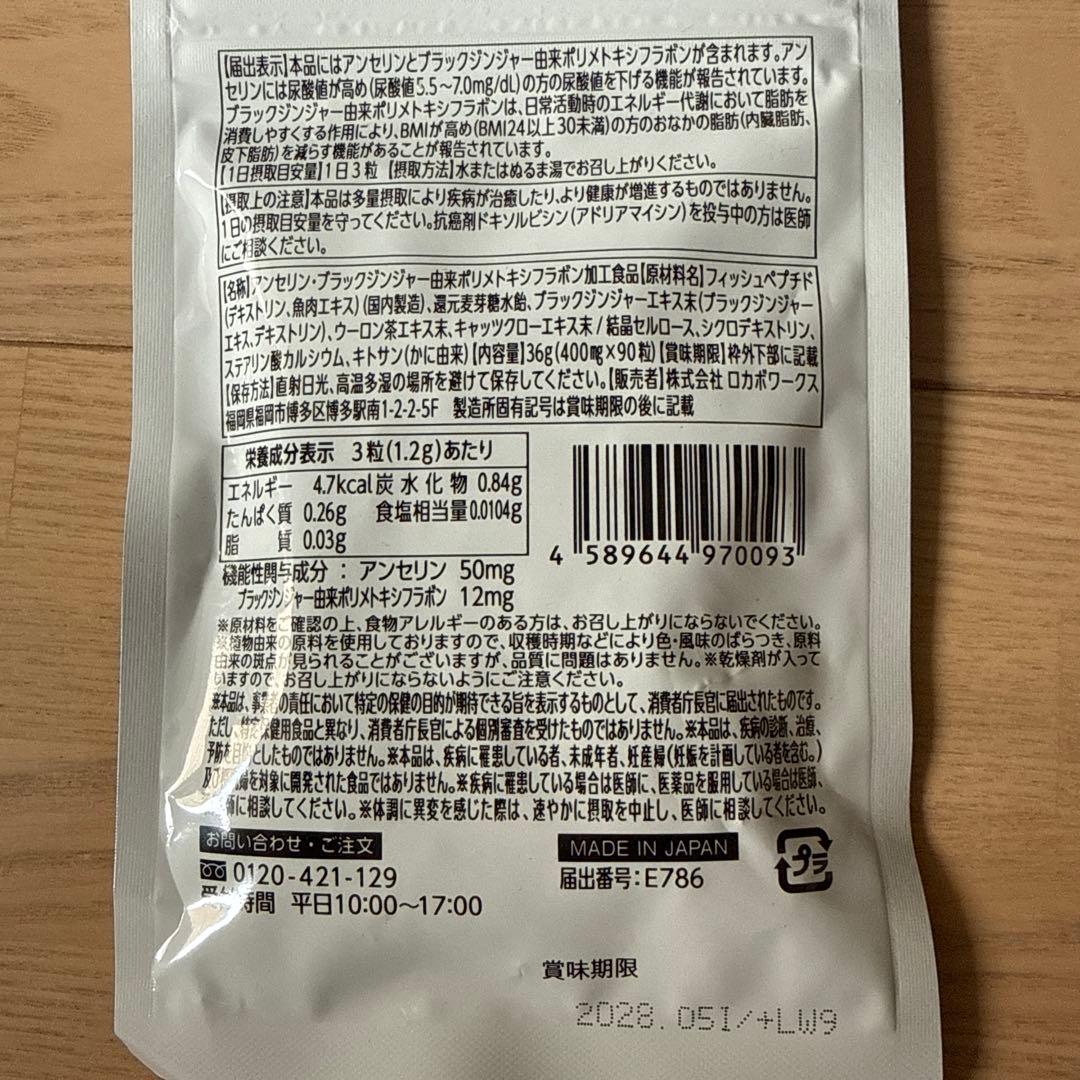 【届出表示】本品にはアンセリンとブラックジンジャー由来ポリメトキシフラボンが含まれます。アン
セリンには尿酸値が高め(尿酸値5.5～7.0mg/dL)の方の尿酸値を下げる機能が報告されています。
ブラックジンジャー由来ポリメトキシフラボンは、日常活動時のエネルギー代謝において脂肪を
消費しやすくする作用により、BMIが高め(BMI24以上30未満)の方のおなかの脂肪(内臓脂肪、
皮下脂肪)を減らす機能があることが報告されています。
【1日摂取目安量】1日3粒 【摂取方法】水またはぬるま湯でお召し上がりください。
【摂取上の注意】本品は多量摂取により疾病が治癒したり、より健康が増進するものではありません。
1日の摂取目安量を守ってください。抗癌剤ドキソルビシン(アドリアマイシン)を投与中の方は医師
にご相談ください。
【名称】アンセリン・ブラックジンジャー由来ポリメトキシフラボン加工食品【原材料名】フィッシュペプチド
(デキストリン、魚肉エキス)(国内製造)、還元麦芽糖水飴、ブラックジンジャーエキス末(ブラックジンジャー
エキス、デキストリン)、ウーロン茶エキス末、キャッツクローエキス末/結晶セルロース、シクロデキストリン、
ステアリン酸カルシウム、キトサン(かに由来)【内容量】36g(400mg×90粒)【賞味期限】枠外下部に記載
【保存方法】直射日光、高温多湿の場所を避けて保存してください。【販売者】株式会社 ロカボワークス
福岡県福岡市博多区博多駅南1-2-2-5F 製造所固有記号は賞味期限の後に記載
栄養成分表示 3粒(1.2g)あたり
エネルギー 4.7kcal 炭水化物 0.84g
たんぱく質 0.26g 食塩相当量 0.0104g
脂質 0.03g
4 589644 970093
機能性関与成分：アンセリン 50mg
ブラックジンジャー由来ポリメトキシフラボン 12mg
※原材料をご確認の上、食物アレルギーのある方は、お召し上がりにならないでください。
※植物由来の原料を使用しておりますので、収穫時期などにより色・風味のばらつき、原料
由来の斑点が見られることがございますが、品質に問題はありません。※乾燥剤が入って
いますので、お召し上がりにならないようにご注意ください。
※本品は、事業者の責任において特定の保健の目的が期待できる旨を表示するものとして、消費者庁長官に届出されたものです。
ただし、特定保健用食品と異なり、消費者庁長官による個別審査を受けたものではありません。※本品は、疾病の診断、治療、
予防を目的としたものではありません。※本品は、疾病に罹患している者、未成年者、妊産婦(妊娠を計画している者を含む。)
及び授乳婦を対象に開発された食品ではありません。※疾病に罹患している場合は医師に、医薬品を服用している場合は医師、
薬剤師に相談してください。※体調に異変を感じた際は、速やかに摂取を中止し、医師に相談してください。
お問い合わせ・ご注文
0120-421-129
受付時間 平日10:00～17:00
MADE IN JAPAN
届出番号：E786
プラ
賞味期限
2028.05I/+LW9